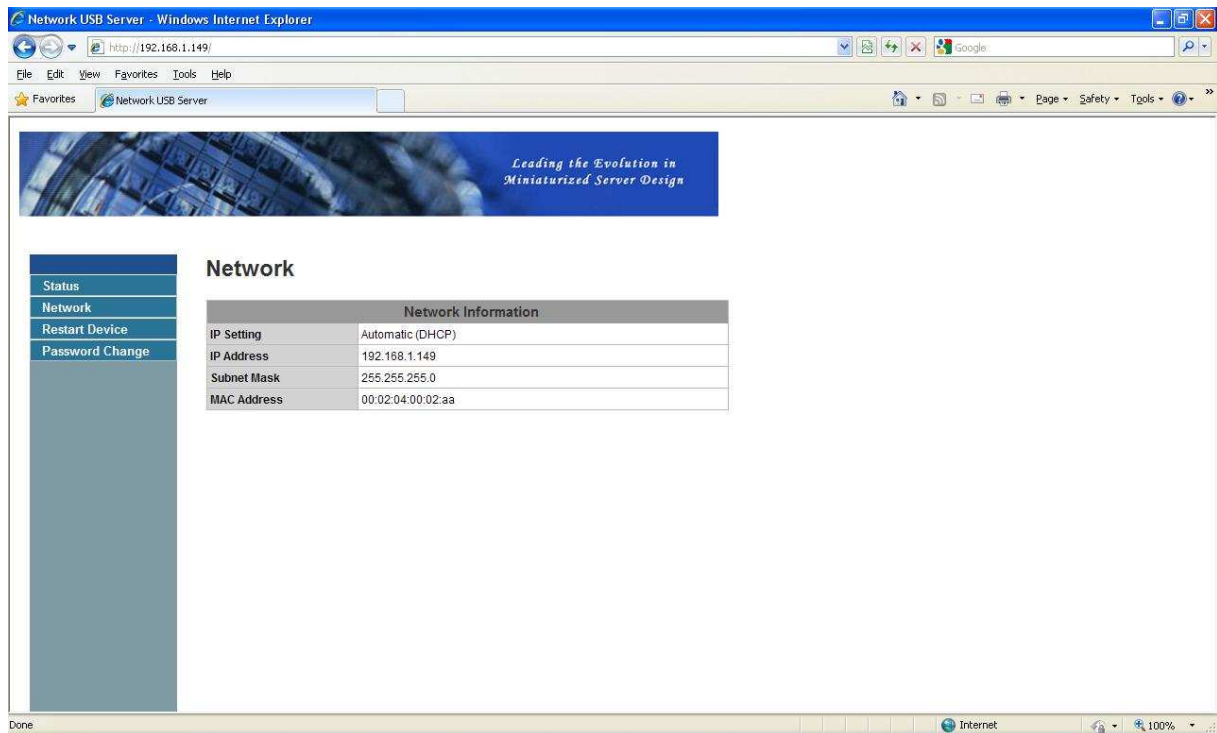 Network USB Server - Windows Internet Explorer
http://192.168.1.149/
Google
File Edit View Favorites Tools Help
Favorites Network USB Server Page Safety Tools
Leading the Evolution in
Miniaturized Server Design
Network
Status
Network
Restart Device
Password Change
Network Information
IP Setting Automatic (DHCP)
IP Address 192.168.1.149
Subnet Mask 255.255.255.0
MAC Address 00:02:04:00:02:aa
Done Internet 100%